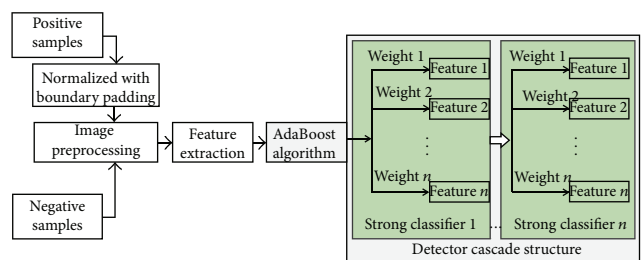 Positive
samples
Normalized with
boundary padding
Image
preprocessing
Negative
samples
Feature
extraction
AdaBoost
algorithm
Weight 1
Feature 1
Weight 2
Feature 2
⋮
Weight n
Feature n
Strong classifier 1
...
Weight 1
Feature 1
Weight 2
Feature 2
⋮
Weight n
Feature n
Strong classifier n
Detector cascade structure